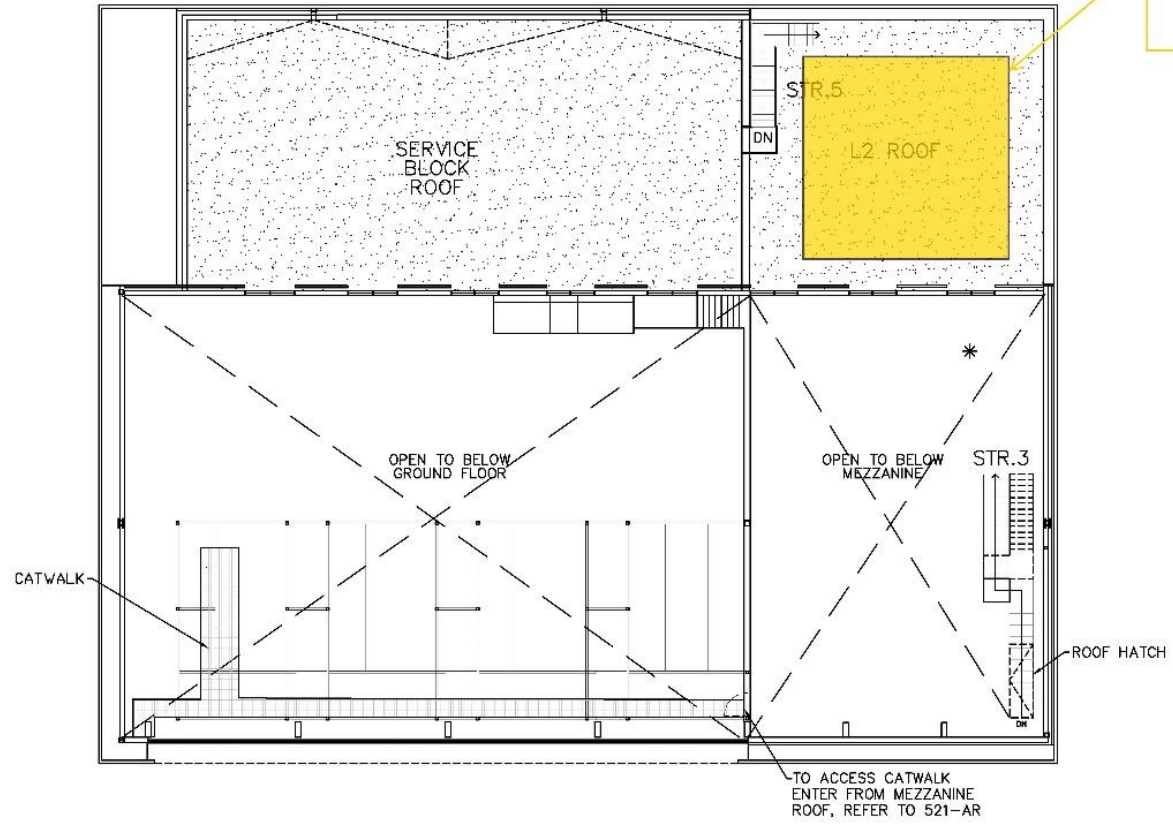 STR.5
DN
L2 ROOF
SERVICE
BLOCK
ROOF
OPEN TO BELOW
GROUND FLOOR
OPEN TO BELOW
MEZZANINE
STR.3
CATWALK
ROOF HATCH
DN
TO ACCESS CATWALK
ENTER FROM MEZZANINE
ROOF, REFER TO 521-AR